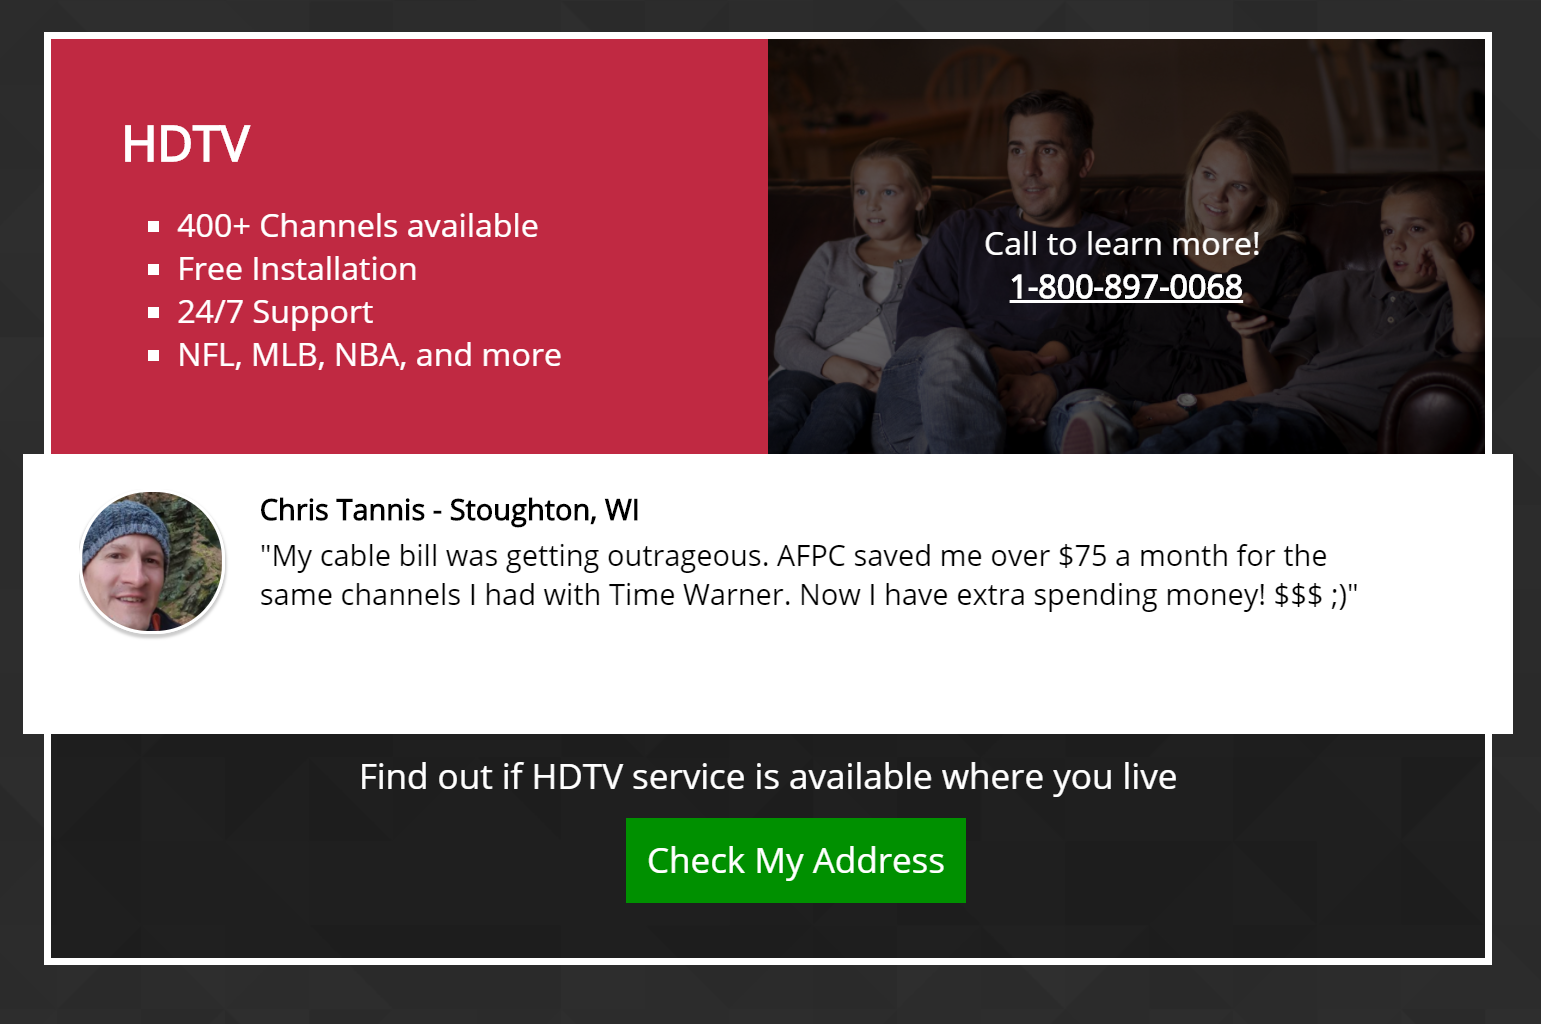 HDTV
400+ Channels available
Free Installation
24/7 Support
NFL, MLB, NBA, and more
Call to learn more!
1-800-897-0068
Chris Tannis - Stoughton, WI
"My cable bill was getting outrageous. AFPC saved me over $75 a month for the
same channels I had with Time Warner. Now I have extra spending money! $$$ ;)"
Find out if HDTV service is available where you live
Check My Address